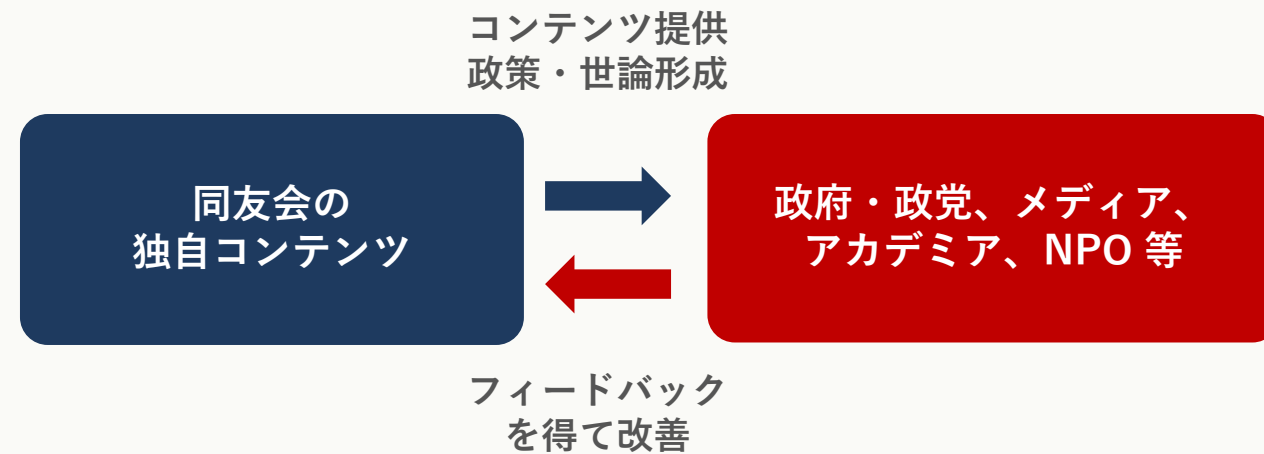 コンテンツ提供
政策・世論形成
同友会の
独自コンテンツ
政府・政党、メディア、
アカデミア、NPO 等
フィードバック
を得て改善